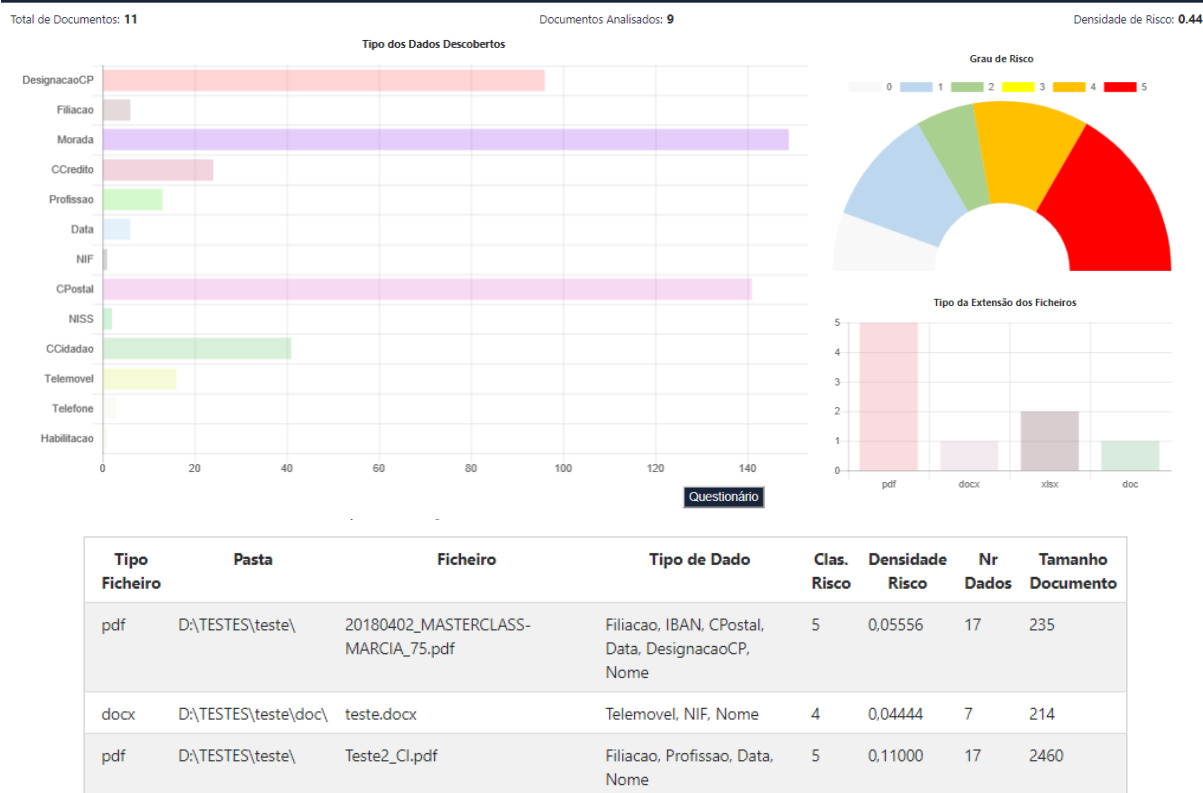 Total de Documentos: 11
Documentos Analisados: 9
Densidade de Risco: 0.44
Tipo dos Dados Descobertos
DesignacaoCP
Filiacao
Morada
CCredito
Profissao
Data
NIF
CPostal
NISS
CCidadao
Telemovel
Telefone
Habilitacao
0 20 40 60 80 100 120 140
Questionário
Grau de Risco
0 1 2 3 4 5
Tipo da Extensão dos Ficheiros
5
4
3
2
1
0
pdf docx xlsx doc
Tipo Ficheiro Pasta Ficheiro Tipo de Dado Clas. Risco Densidade Risco Nr Dados Tamanho Documento
pdf D:\TESTES\teste\ 20180402_MASTERCLASS- Filiacao, IBAN, CPostal, 5 0,05556 17 235
MARCIA_75.pdf Data, DesignacaoCP,
Nome
docx D:\TESTES\teste\doc\ teste.docx Telemovel, NIF, Nome 4 0,04444 7 214
pdf D:\TESTES\teste\ Teste2_CI.pdf Filiacao, Profissao, Data, 5 0,11000 17 2460
Nome